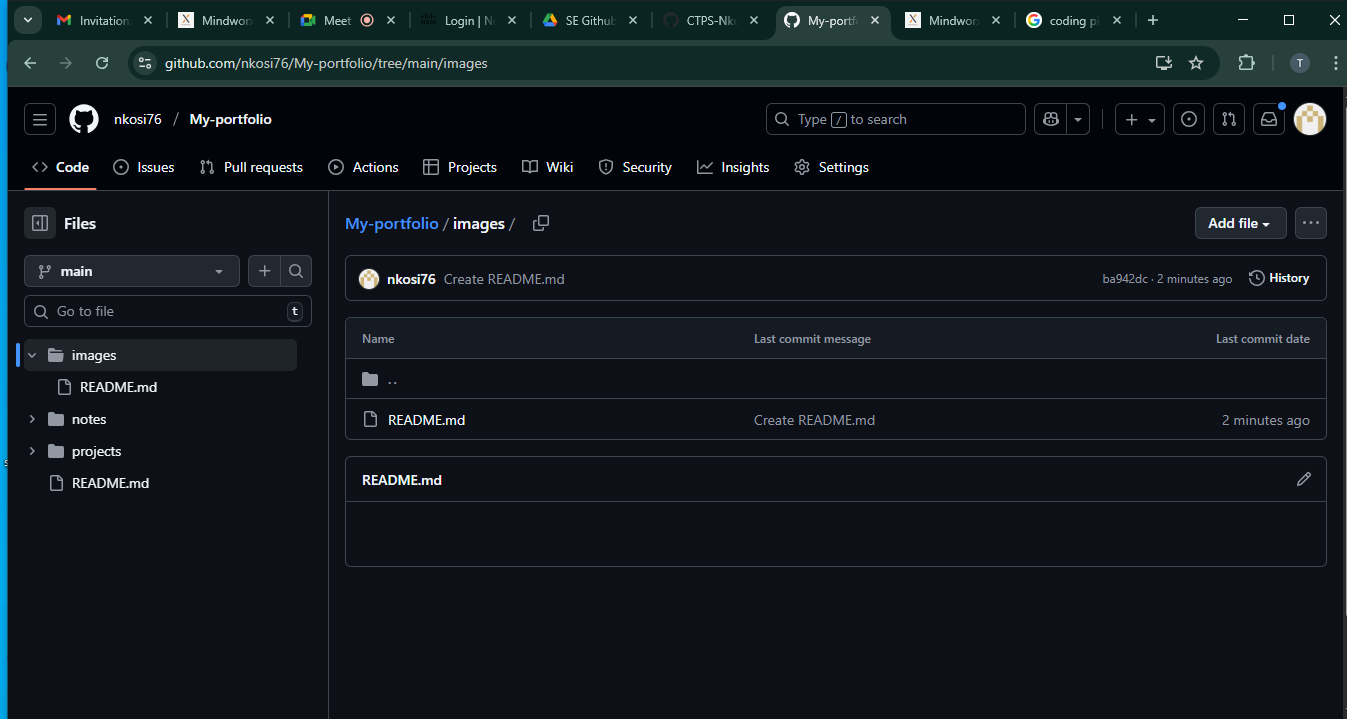 Invitation
Mindwor
Meet
Login | N
SE Github
CTPS-Nk
My-portf
Mindwor
coding pi
github.com/nkosi76/My-portfolio/tree/main/images
T
nkosi76 / My-portfolio
Type / to search
Code
Issues
Pull requests
Actions
Projects
Wiki
Security
Insights
Settings
Files
My-portfolio / images /
Add file
main
nkosi76 Create README.md
ba942dc · 2 minutes ago
History
Go to file
t
Name
Last commit message
Last commit date
images
..
README.md
README.md
Create README.md
2 minutes ago
notes
projects
README.md
README.md